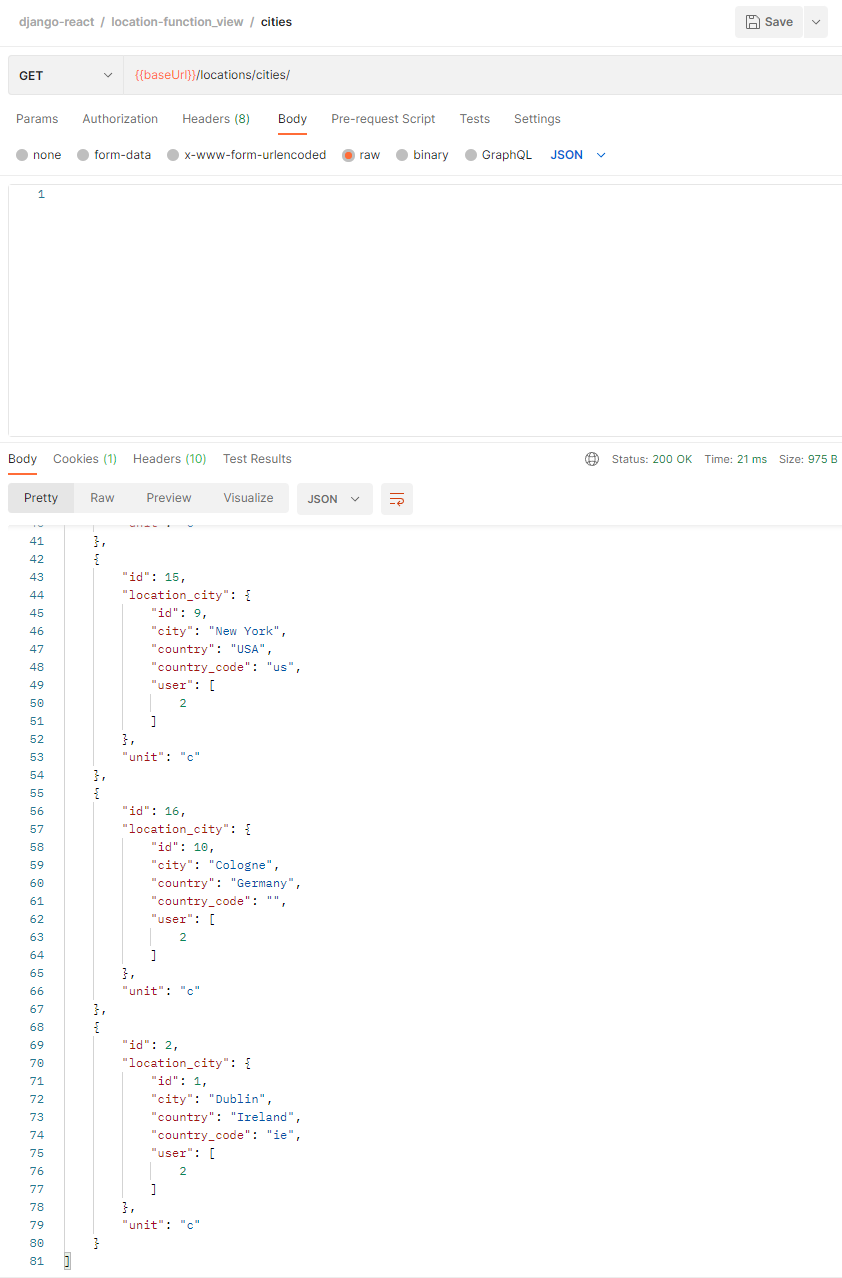 django-react / location-function_view / cities
Save
GET {{baseUrl}}/locations/cities/
Params Authorization Headers (8) Body Pre-request Script Tests Settings
none form-data x-www-form-urlencoded raw binary GraphQL JSON
1
Body Cookies (1) Headers (10) Test Results Status: 200 OK Time: 21 ms Size: 975 B
Pretty Raw Preview Visualize JSON
41 },
42 {
43 "id": 15,
44 "location_city": {
45 "id": 9,
46 "city": "New York",
47 "country": "USA",
48 "country_code": "us",
49 "user": [
50 2
51 ]
52 },
53 "unit": "c"
54 },
55 {
56 "id": 16,
57 "location_city": {
58 "id": 10,
59 "city": "Cologne",
60 "country": "Germany",
61 "country_code": "",
62 "user": [
63 2
64 ]
65 },
66 "unit": "c"
67 },
68 {
69 "id": 2,
70 "location_city": {
71 "id": 1,
72 "city": "Dublin",
73 "country": "Ireland",
74 "country_code": "ie",
75 "user": [
76 2
77 ]
78 },
79 "unit": "c"
80 }
81 ]